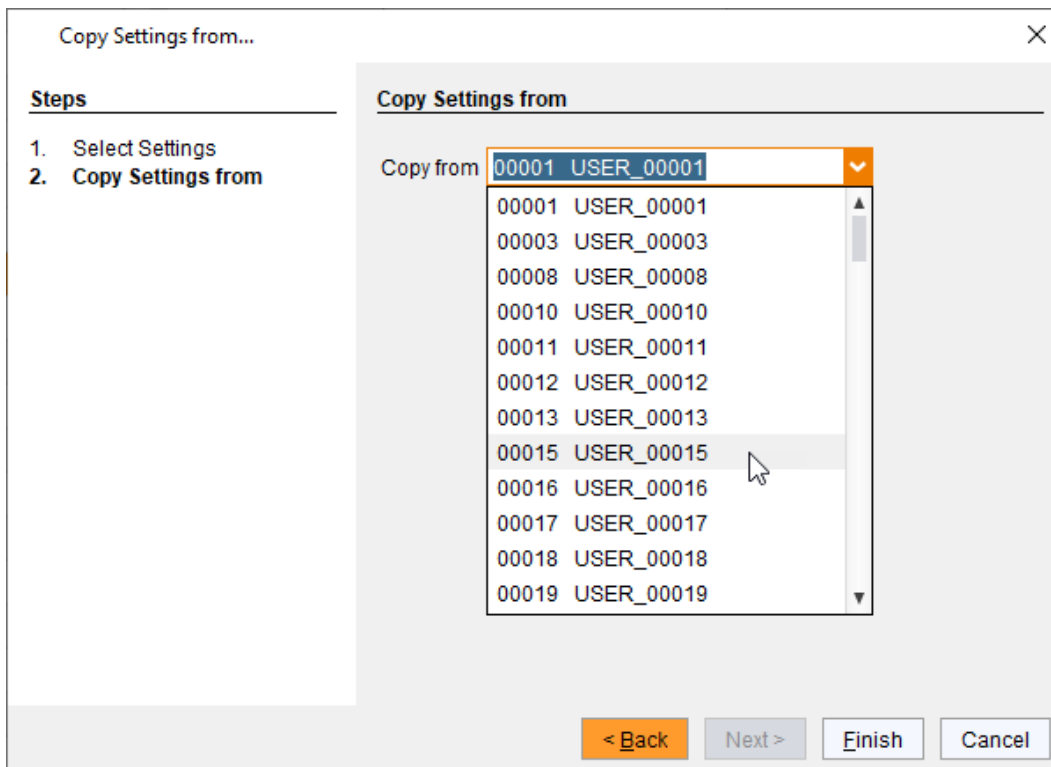 Copy Settings from...
Steps
1. Select Settings
2. Copy Settings from
Copy Settings from
Copy from 00001 USER_00001
00001 USER_00001
00003 USER_00003
00008 USER_00008
00010 USER_00010
00011 USER_00011
00012 USER_00012
00013 USER_00013
00015 USER_00015
00016 USER_00016
00017 USER_00017
00018 USER_00018
00019 USER_00019
< Back Next > Finish Cancel